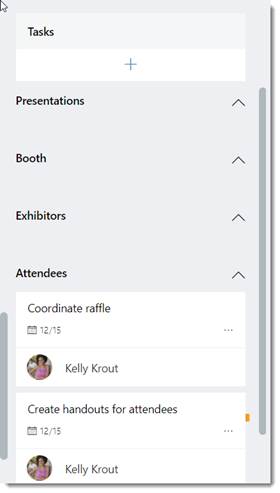 Tasks
Presentations
Booth
Exhibitors
Attendees
Coordinate raffle
12/15
Kelly Krout
Create handouts for attendees
12/15
Kelly Krout